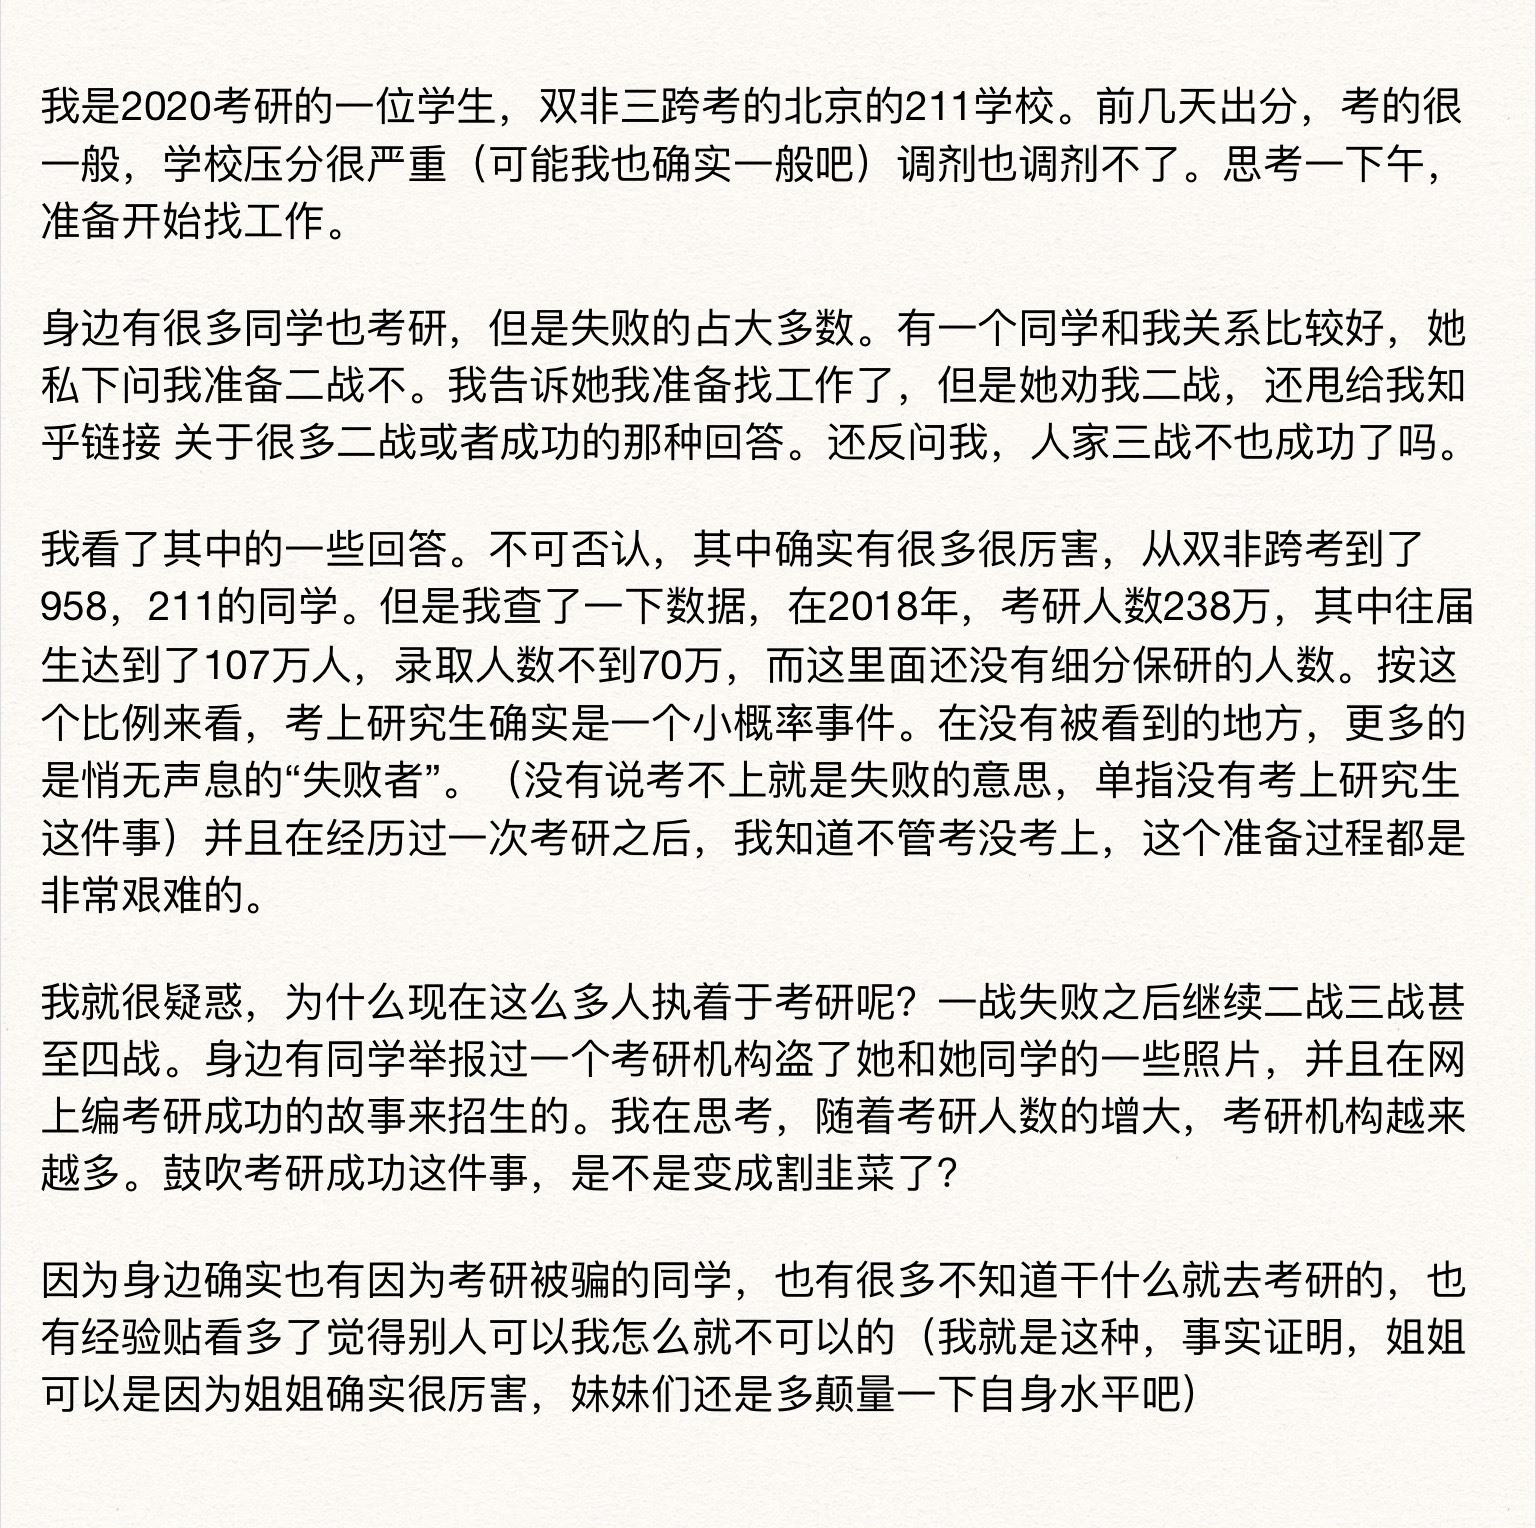 我是2020考研的一位学生，双非三跨考的北京的211学校。前几天出分，考的很
一般，学校压分很严重（可能我也确实一般吧）调剂也调剂不了。思考一下午，
准备开始找工作。
身边有很多同学也考研，但是失败的占大多数。有一个同学和我关系比较好，她
私下问我准备二战不。我告诉她我准备找工作了，但是她劝我二战，还甩给我知
乎链接 关于很多二战或者成功的那种回答。还反问我，人家三战不也成功了吗。
我看了其中的一些回答。不可否认，其中确实有很多很厉害，从双非跨考到了
958，211的同学。但是我查了一下数据，在2018年，考研人数238万，其中往届
生达到了107万人，录取人数不到70万，而这里面还没有细分保研的人数。按这
个比例来看，考上研究生确实是一个小概率事件。在没有被看到的地方，更多的
是悄无声息的“失败者”。（没有说考不上就是失败的意思，单指没有考上研究生
这件事）并且在经历过一次考研之后，我知道不管考没考上，这个准备过程都是
非常艰难的。
我就很疑惑，为什么现在这么多人执着于考研呢？一战失败之后继续二战三战甚
至四战。身边有同学举报过一个考研机构盗了她和她同学的一些照片，并且在网
上编考研成功的故事来招生的。我在思考，随着考研人数的增大，考研机构越来
越多。鼓吹考研成功这件事，是不是变成割韭菜了？
因为身边确实也有因为考研被骗的同学，也有很多不知道干什么就去考研的，也
有经验贴看多了觉得别人可以我怎么就不可以的（我就是这种，事实证明，姐姐
可以是因为姐姐确实很厉害，妹妹们还是多颠量一下自身水平吧）